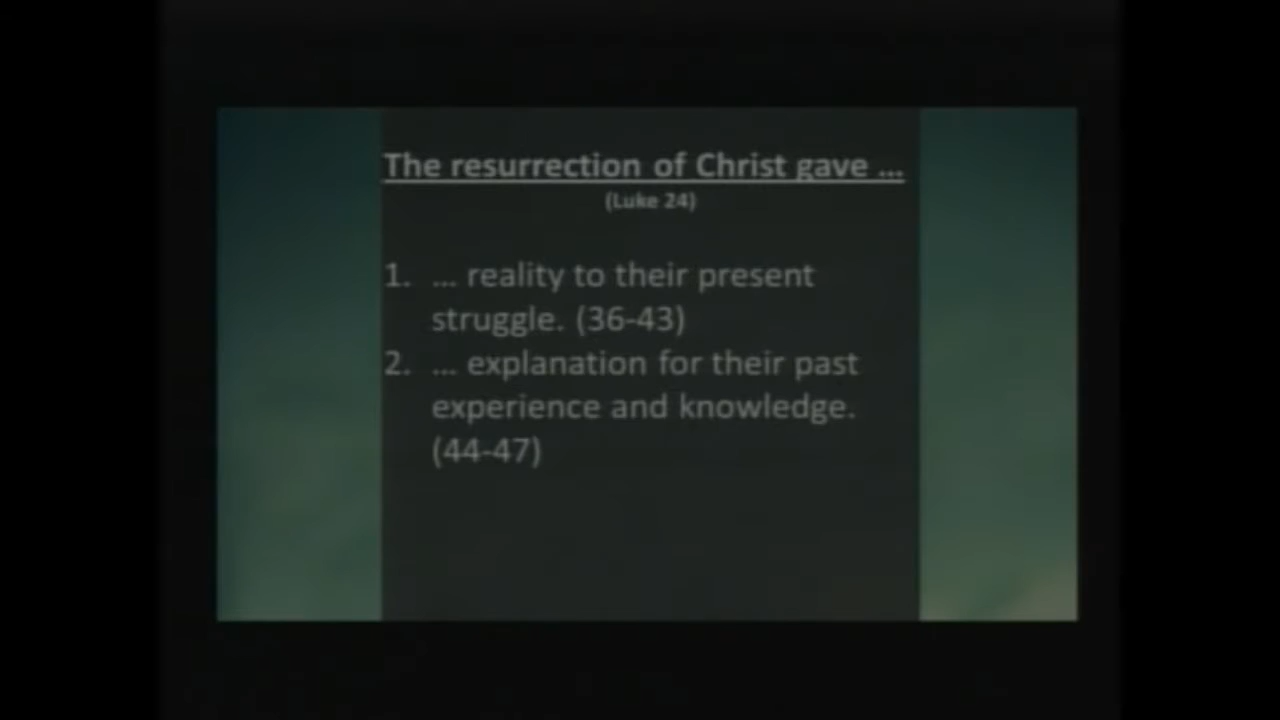 The resurrection of Christ gave ...
(Luke 24)
1. ... reality to their present
struggle. (36-43)
2. ... explanation for their past
experience and knowledge.
(44-47)